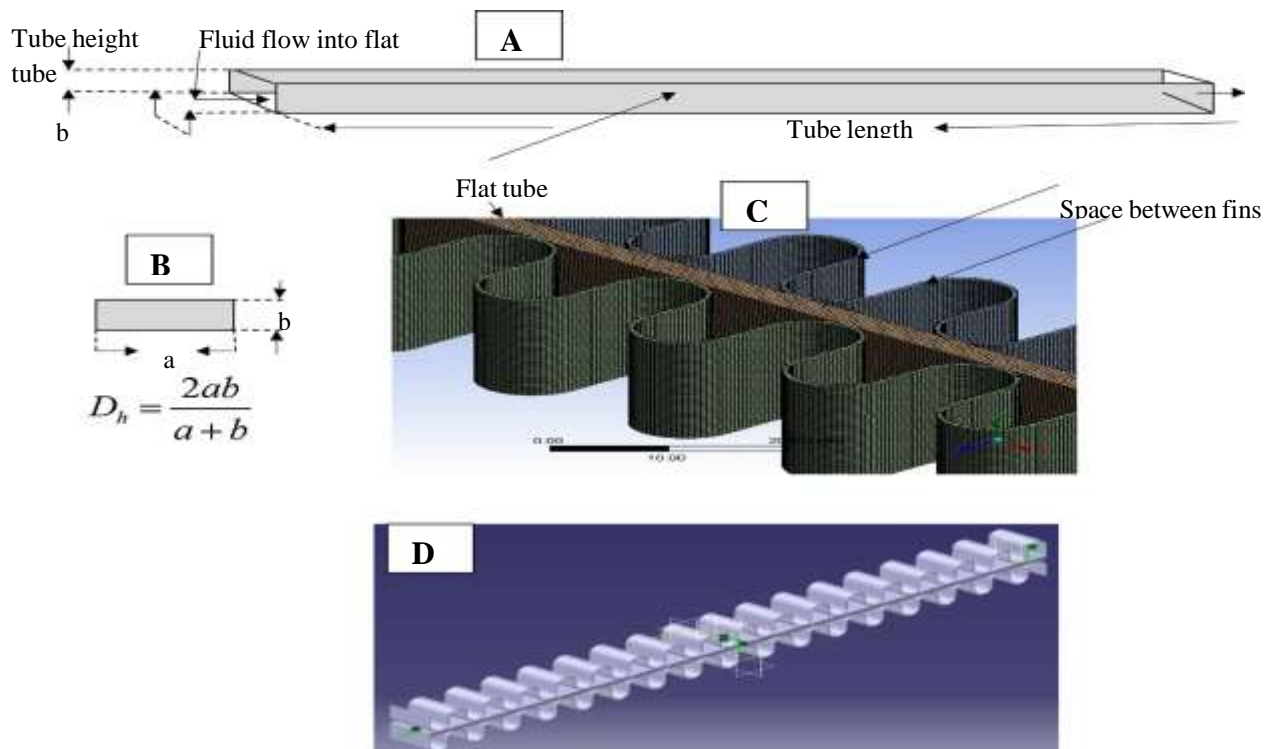 A
Tube height
tube
Fluid flow into flat
b
Tube length
Flat tube
C
Space between fins
B
b
a
D_h = 2ab / a + b
0.00
10.00
D